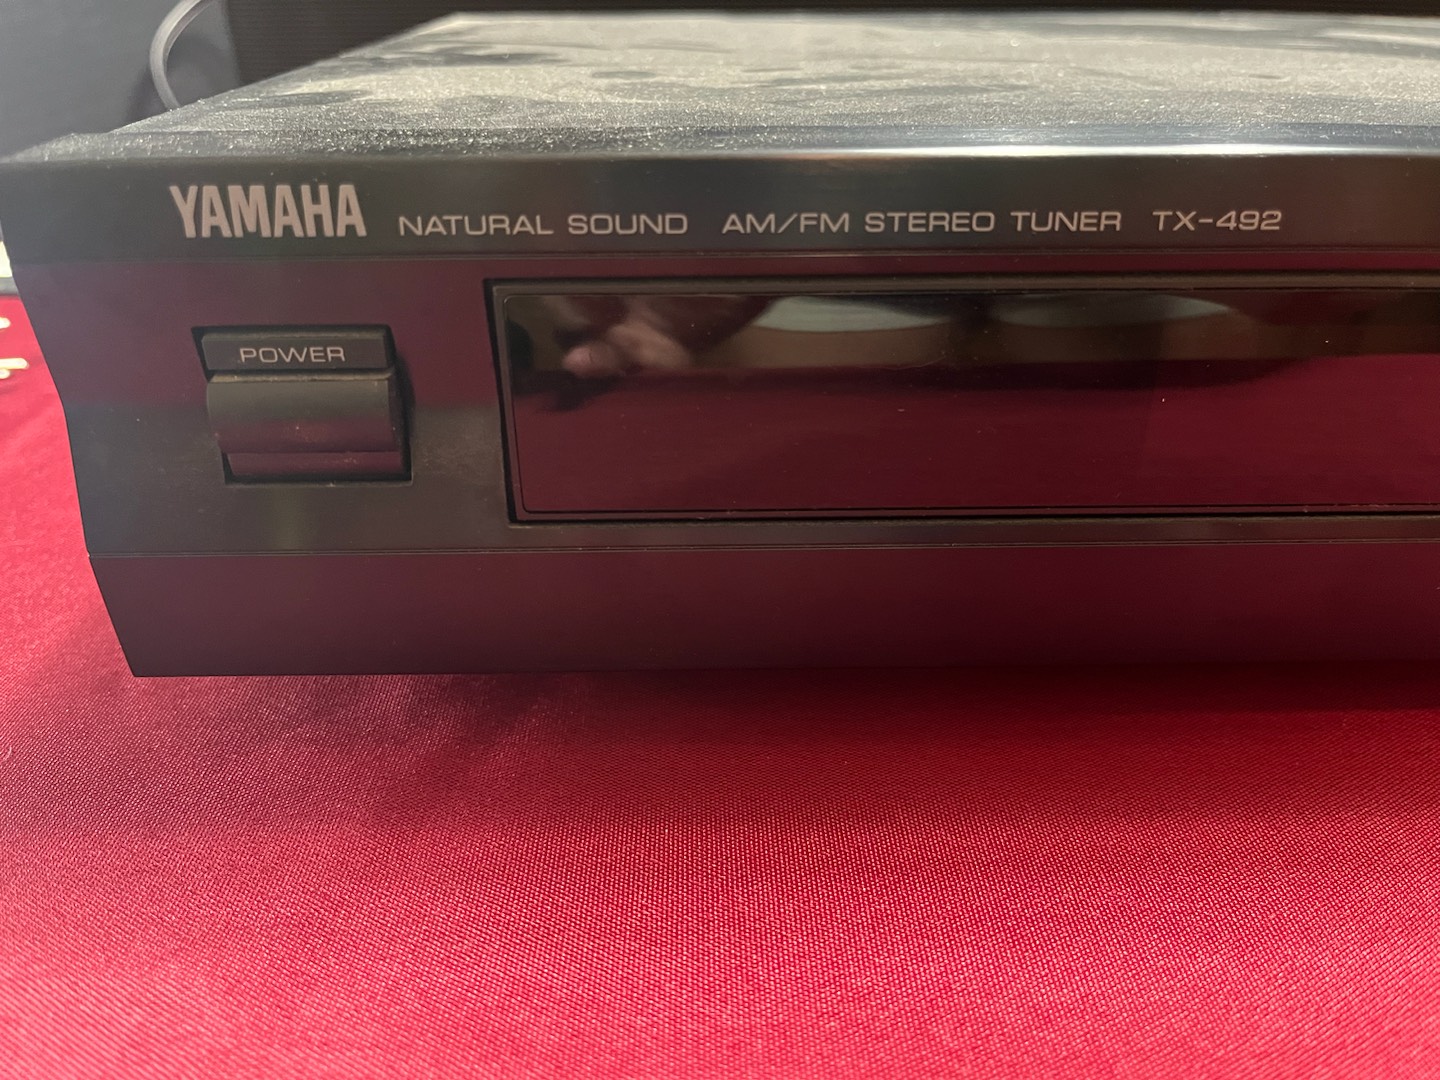 YAMAHA NATURAL SOUND AM/FM STEREO TUNER TX-492
POWER